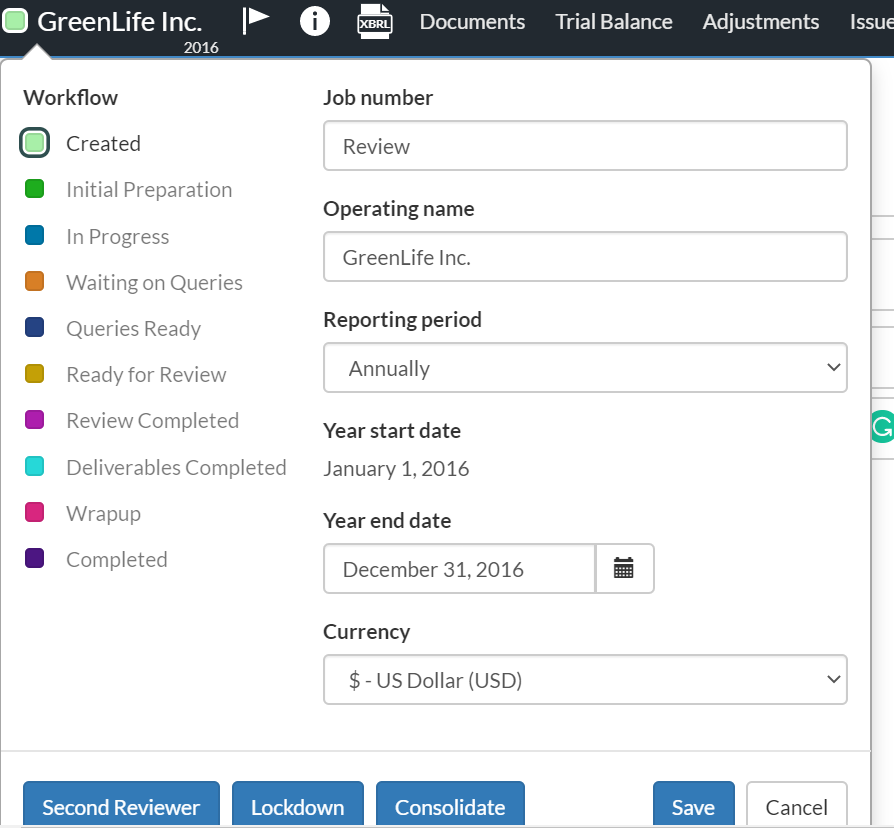 GreenLife Inc.
2016
XBRL
Documents
Trial Balance
Adjustments
Issue
Workflow
Created
Initial Preparation
In Progress
Waiting on Queries
Queries Ready
Ready for Review
Review Completed
Deliverables Completed
Wrapup
Completed
Job number
Review
Operating name
GreenLife Inc.
Reporting period
Annually
Year start date
January 1, 2016
Year end date
December 31, 2016
Currency
$ - US Dollar (USD)
Second Reviewer
Lockdown
Consolidate
Save
Cancel